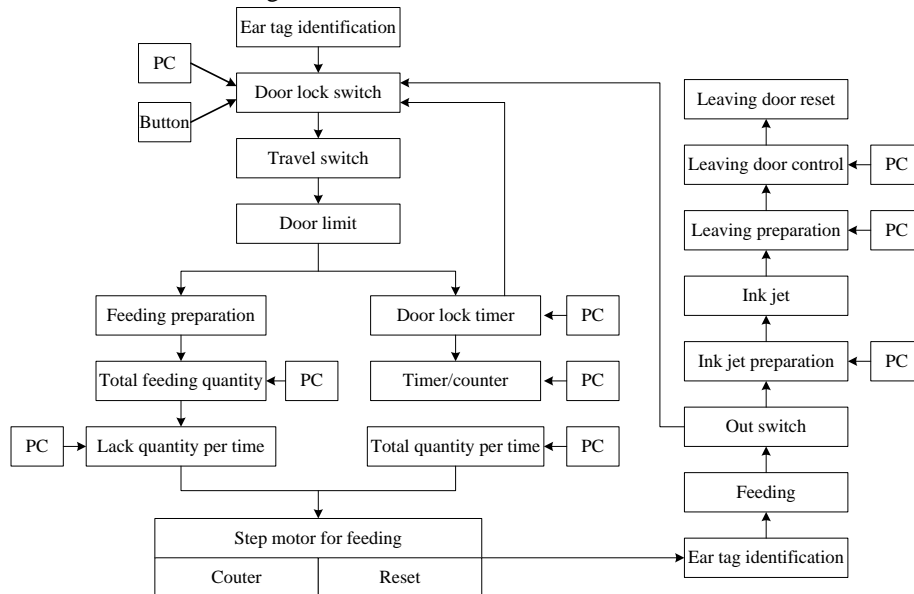 Ear tag identification
PC
Door lock switch
Button
Travel switch
Door limit
Feeding preparation
Door lock timer
PC
Total feeding quantity
PC
Timer/counter
PC
PC
Lack quantity per time
Total quantity per time
PC
Step motor for feeding
Couter
Reset
Leaving door reset
Leaving door control
PC
Leaving preparation
PC
Ink jet
Ink jet preparation
PC
Out switch
Feeding
Ear tag identification